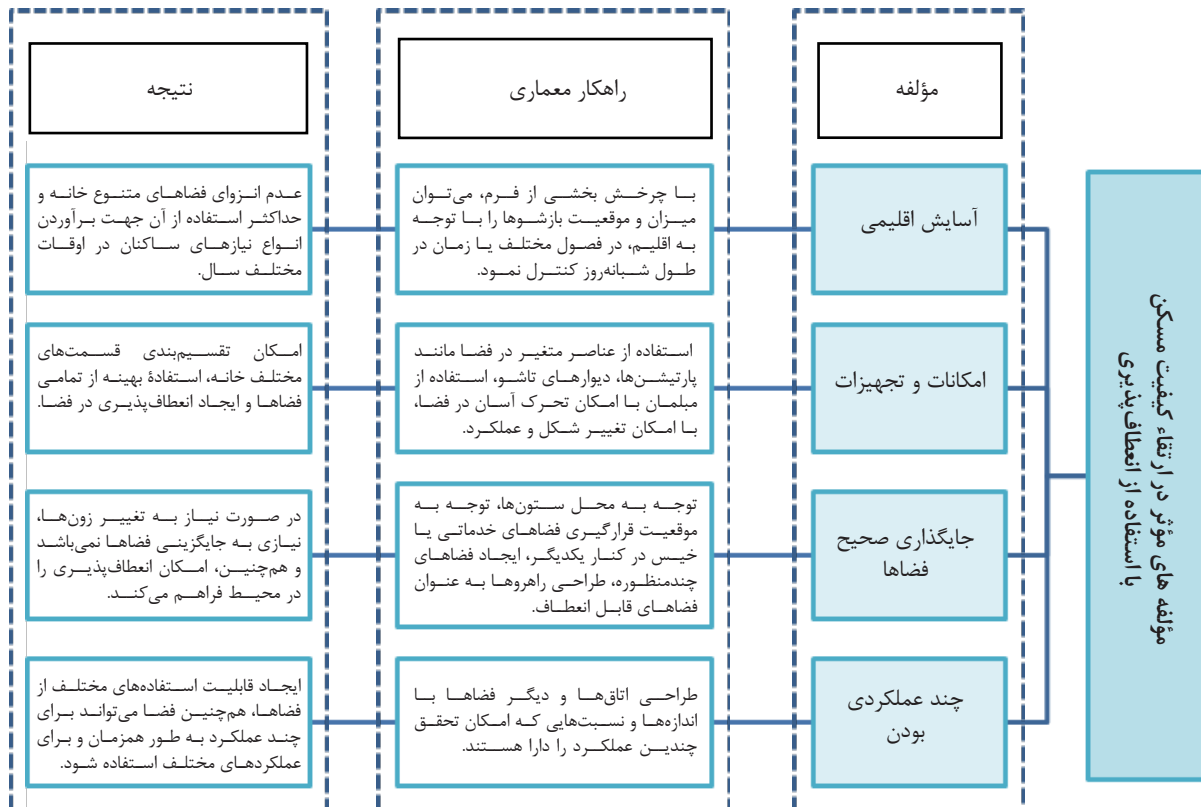 مؤلفه های مؤثر در ارتقاء کیفیت مسکن
با استفاده از انعطاف‌پذیری
مؤلفه
راهکار معماری
نتیجه
آسایش اقلیمی
با چرخش بخشی از فرم، می‌توان
میزان و موقعیت بازشوها را با توجه
به اقلیم، در فصول مختلف یا زمان در
طول شبانه‌روز کنترل نمود.
عدم انزوای فضاهای متنوع خانه و
حداکثر استفاده از آن جهت برآوردن
انواع نیازهای ساکنان در اوقات
مختلف سال.
امکانات و تجهیزات
استفاده از عناصر متغیر در فضا مانند
پارتیشن‌ها، دیوارهای تاشو، استفاده از
مبلمان با امکان تحرک آسان در فضا،
با امکان تغییر شکل و عملکرد.
امکان تقسیم‌بندی قسمت‌های
مختلف خانه، استفادهٔ بهینه از تمامی
فضاها و ایجاد انعطاف‌پذیری در فضا.
جایگذاری صحیح
فضاها
توجه به محل ستون‌ها، توجه به
موقعیت قرارگیری فضاهای خدماتی یا
خیس در کنار یکدیگر، ایجاد فضاهای
چندمنظوره، طراحی راهروها به عنوان
فضاهای قابل انعطاف.
در صورت نیاز به تغییر زون‌ها،
نیازی به جایگزینی فضاها نمی‌باشد
و هم‌چنین، امکان انعطاف‌پذیری را
در محیط فراهم می‌کند.
چند عملکردی
بودن
طراحی اتاق‌ها و دیگر فضاها با
اندازه‌ها و نسبت‌هایی که امکان تحقق
چندین عملکرد را دارا هستند.
ایجاد قابلیت استفاده‌های مختلف از
فضاها، هم‌چنین فضا می‌تواند برای
چند عملکرد به طور همزمان و برای
عملکردهای مختلف استفاده شود.